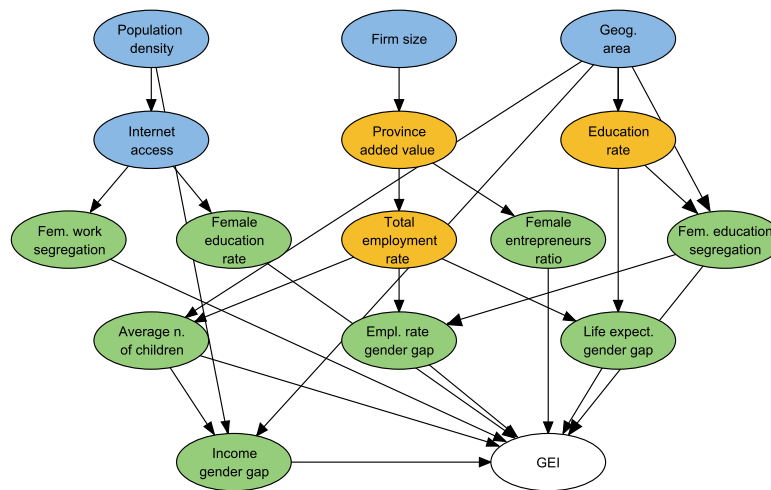 Population
density
Firm size
Geog.
area
Internet
access
Province
added value
Education
rate
Fem. work
segregation
Female
education
rate
Total
employment
rate
Female
entrepreneurs
ratio
Fem. education
segregation
Average n.
of children
Empl. rate
gender gap
Life expect.
gender gap
Income
gender gap
GEI